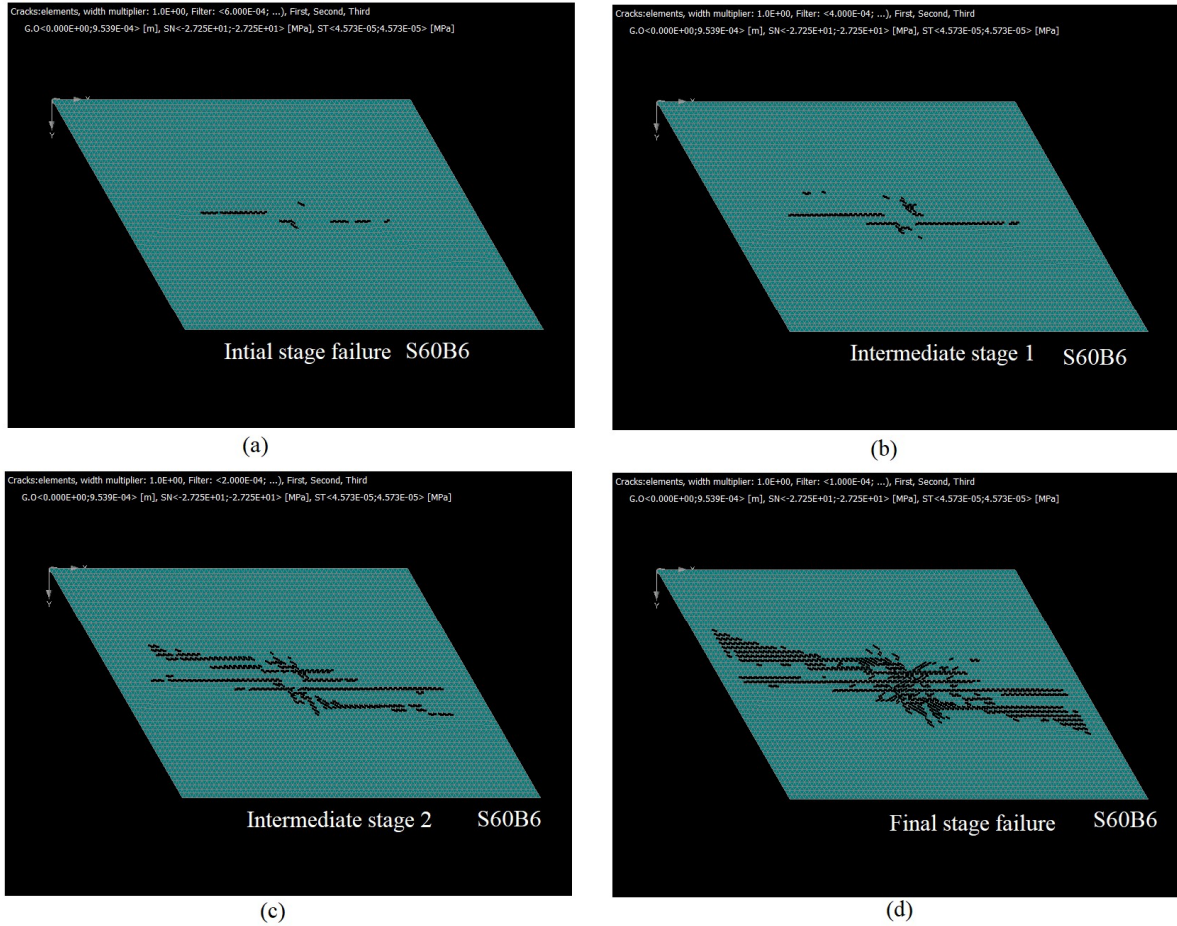 Cracks:elements, width multiplier: 1.0E+00, Filter: <6.000E-04; ...), First, Second, Third
G.O<0.000E+00;9.539E-04> [m], SN<-2.725E+01;-2.725E+01> [MPa], ST<4.573E-05;4.573E-05> [MPa]
X
Y
Intial stage failure S60B6
(a)
Cracks:elements, width multiplier: 1.0E+00, Filter: <4.000E-04; ...), First, Second, Third
G.O<0.000E+00;9.539E-04> [m], SN<-2.725E+01;-2.725E+01> [MPa], ST<4.573E-05;4.573E-05> [MPa]
X
Y
Intermediate stage 1 S60B6
(b)
Cracks:elements, width multiplier: 1.0E+00, Filter: <2.000E-04; ...), First, Second, Third
G.O<0.000E+00;9.539E-04> [m], SN<-2.725E+01;-2.725E+01> [MPa], ST<4.573E-05;4.573E-05> [MPa]
X
Y
Intermediate stage 2 S60B6
(c)
Cracks:elements, width multiplier: 1.0E+00, Filter: <1.000E-04; ...), First, Second, Third
G.O<0.000E+00;9.539E-04> [m], SN<-2.725E+01;-2.725E+01> [MPa], ST<4.573E-05;4.573E-05> [MPa]
X
Y
Final stage failure S60B6
(d)